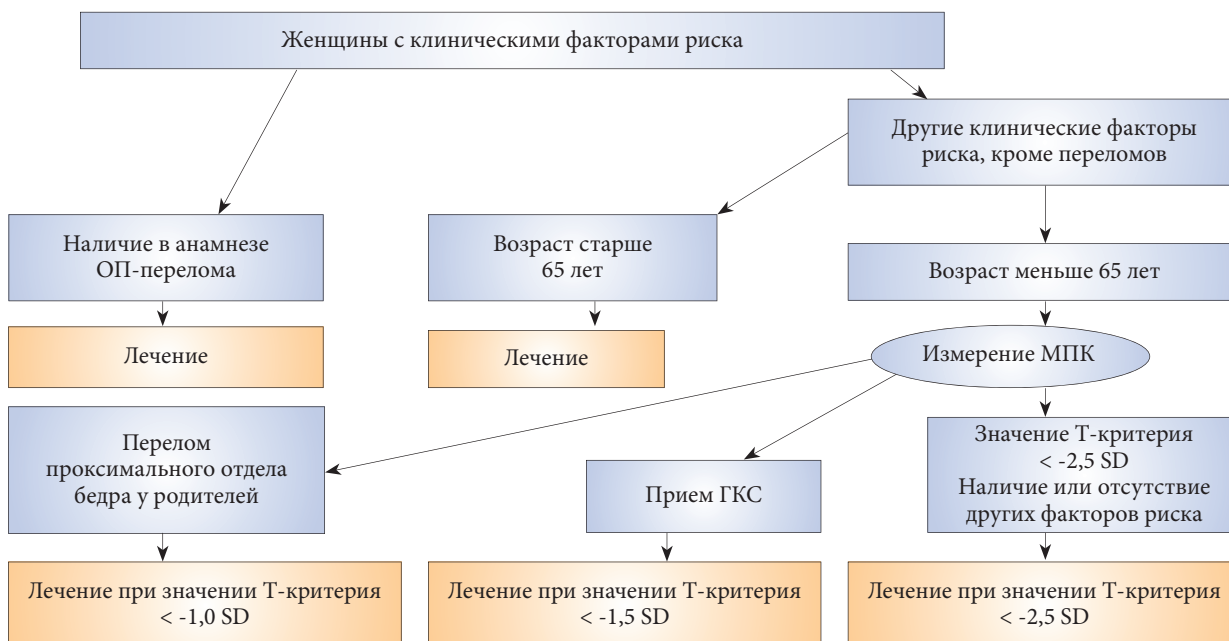 Женщины с клиническими факторами риска
Другие клинические факторы
риска, кроме переломов
Наличие в анамнезе
ОП-перелома
Возраст старше
65 лет
Возраст меньше 65 лет
Лечение
Лечение
Измерение МПК
Перелом
проксимального отдела
бедра у родителей
Прием ГКС
Значение Т-критерия
< -2,5 SD
Наличие или отсутствие
других факторов риска
Лечение при значении Т-критерия
< -1,0 SD
Лечение при значении Т-критерия
< -1,5 SD
Лечение при значении Т-критерия
< -2,5 SD